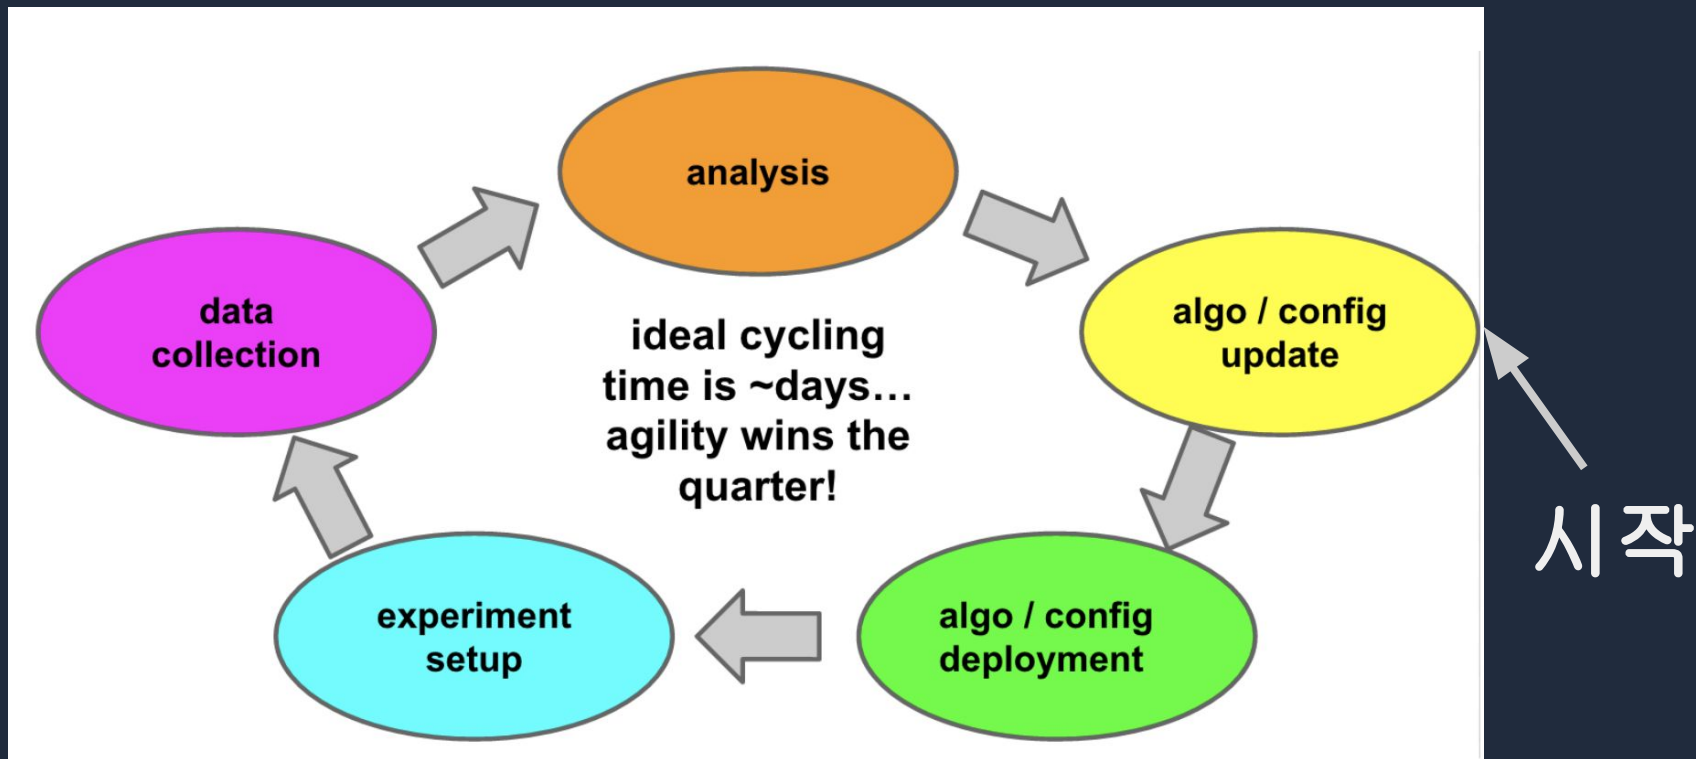 analysis
data
collection
ideal cycling
time is ~days...
agility wins the
quarter!
algo / config
update
시작
experiment
setup
algo / config
deployment